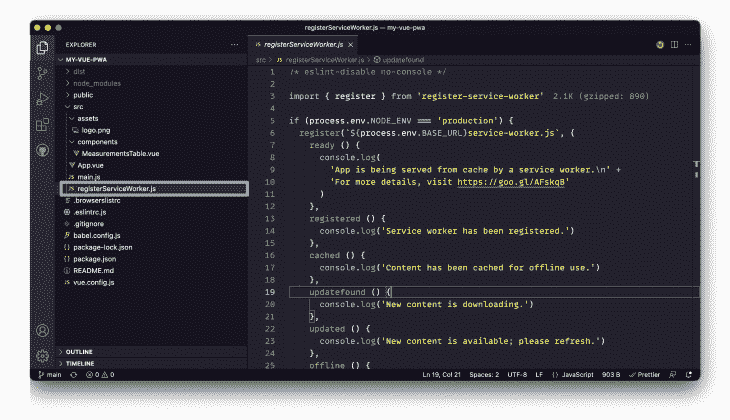 registerServiceWorker.js — my-vue-pwa
EXPLORER
MY-VUE-PWA
dist
node_modules
public
src
assets
logo.png
components
MeasurementsTable.vue
App.vue
main.js
registerServiceWorker.js
.browserslistrc
.eslintrc.js
.gitignore
babel.config.js
package-lock.json
package.json
README.md
vue.config.js
OUTLINE
TIMELINE
JS registerServiceWorker.js ×
src > JS registerServiceWorker.js > updatefound
1 /* eslint-disable no-console */
2
3 import { register } from 'register-service-worker' 2.1K (gzipped: 890)
4
5 if (process.env.NODE_ENV === 'production') {
6 register(`${process.env.BASE_URL}service-worker.js`, {
7 ready () {
8 console.log(
9 'App is being served from cache by a service worker.\n' +
10 'For more details, visit https://goo.gl/AFskqB'
11 )
12 },
13 registered () {
14 console.log('Service worker has been registered.')
15 },
16 cached () {
17 console.log('Content has been cached for offline use.')
18 },
19 updatefound () {
20 console.log('New content is downloading.')
21 },
22 updated () {
23 console.log('New content is available; please refresh.')
24 },
25 offline () {
main 0 0 Ln 19, Col 21 Spaces: 2 UTF-8 LF {} JavaScript 903 B Prettier